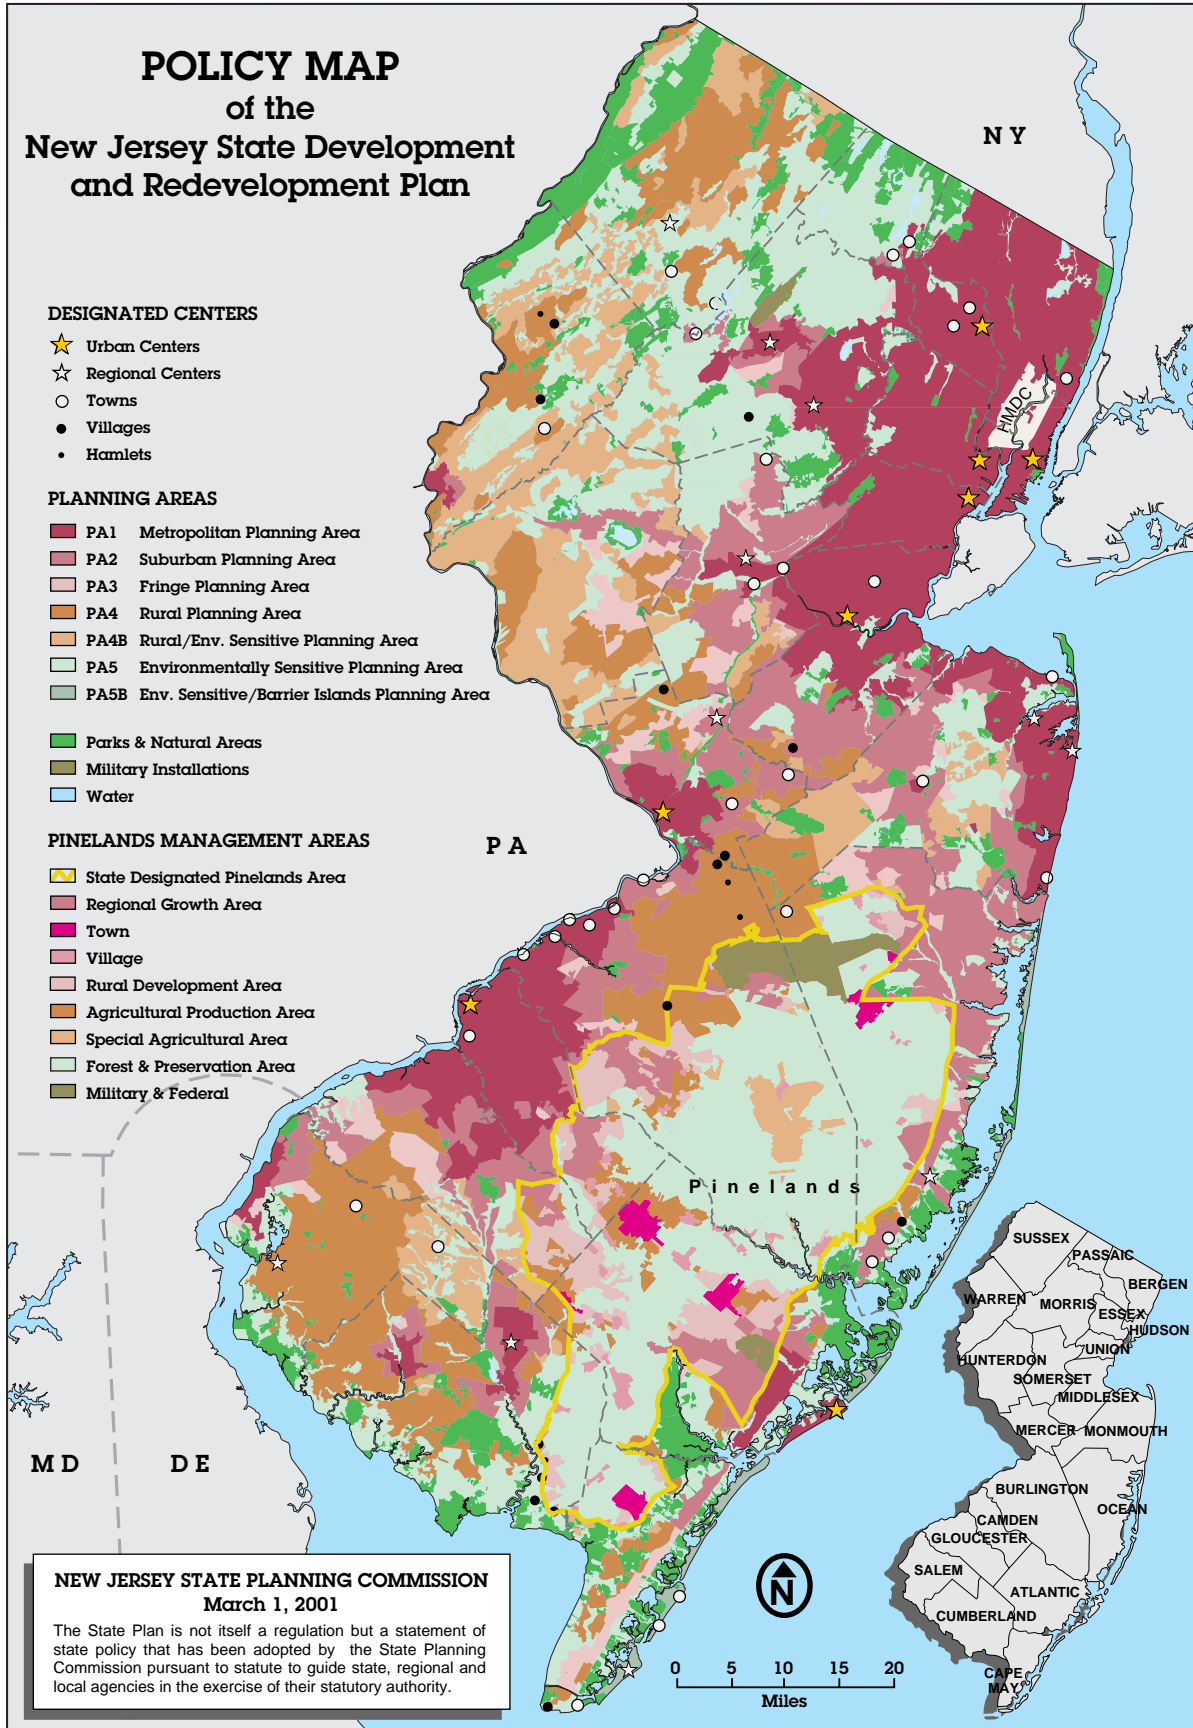 POLICY MAP
of the
New Jersey State Development
and Redevelopment Plan
NY
DESIGNATED CENTERS
Urban Centers
Regional Centers
Towns
Villages
Hamlets
PLANNING AREAS
PA1 Metropolitan Planning Area
PA2 Suburban Planning Area
PA3 Fringe Planning Area
PA4 Rural Planning Area
PA4B Rural/Env. Sensitive Planning Area
PA5 Environmentally Sensitive Planning Area
PA5B Env. Sensitive/Barrier Islands Planning Area
Parks & Natural Areas
Military Installations
Water
PINELANDS MANAGEMENT AREAS
State Designated Pinelands Area
Regional Growth Area
Town
Village
Rural Development Area
Agricultural Production Area
Special Agricultural Area
Forest & Preservation Area
Military & Federal
HMDC
PA
Pinelands
MD
DE
SUSSEX
PASSAIC
BERGEN
WARREN
MORRIS
ESSEX
HUDSON
UNION
HUNTERDON
SOMERSET
MIDDLESEX
MERCER
MONMOUTH
BURLINGTON
OCEAN
CAMDEN
GLOUCESTER
SALEM
ATLANTIC
CUMBERLAND
CAPE
MAY
NEW JERSEY STATE PLANNING COMMISSION
March 1, 2001
The State Plan is not itself a regulation but a statement of
state policy that has been adopted by the State Planning
Commission pursuant to statute to guide state, regional and
local agencies in the exercise of their statutory authority.
N
0 5 10 15 20
Miles